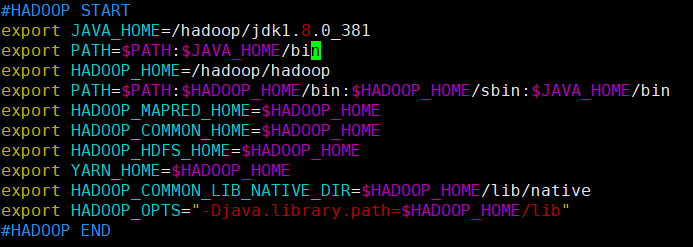 #HADOOP START
export JAVA_HOME=/hadoop/jdk1.8.0_381
export PATH=$PATH:$JAVA_HOME/bin
export HADOOP_HOME=/hadoop/hadoop
export PATH=$PATH:$HADOOP_HOME/bin:$HADOOP_HOME/sbin:$JAVA_HOME/bin
export HADOOP_MAPRED_HOME=$HADOOP_HOME
export HADOOP_COMMON_HOME=$HADOOP_HOME
export HADOOP_HDFS_HOME=$HADOOP_HOME
export YARN_HOME=$HADOOP_HOME
export HADOOP_COMMON_LIB_NATIVE_DIR=$HADOOP_HOME/lib/native
export HADOOP_OPTS="-Djava.library.path=$HADOOP_HOME/lib"
#HADOOP END